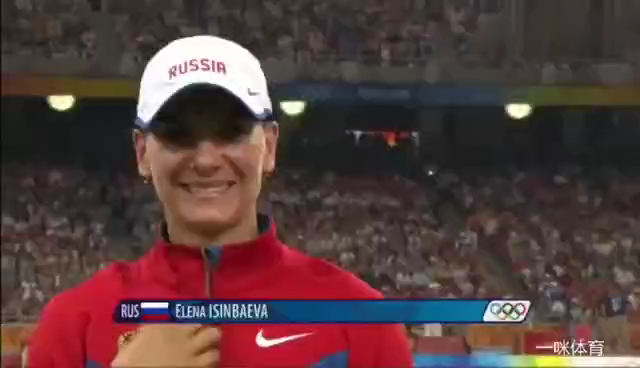 RUSSIA
RUS ELENA ISINBAEVA
一咪体育